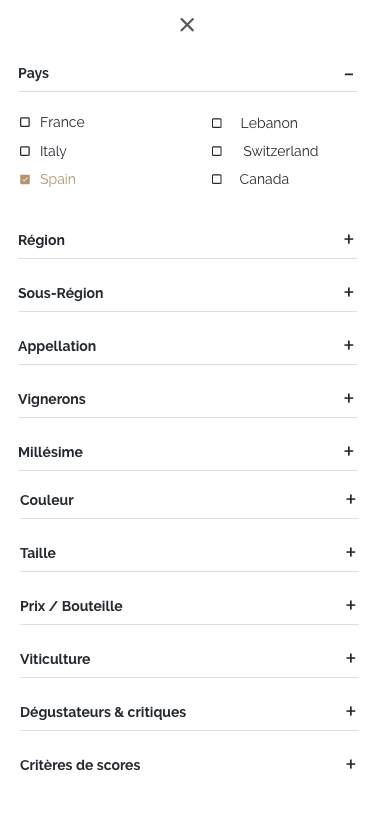 Pays
France
Lebanon
Italy
Switzerland
Spain
Canada
Région
Sous-Région
Appellation
Vignerons
Millésime
Couleur
Taille
Prix / Bouteille
Viticulture
Dégustateurs & critiques
Critères de scores